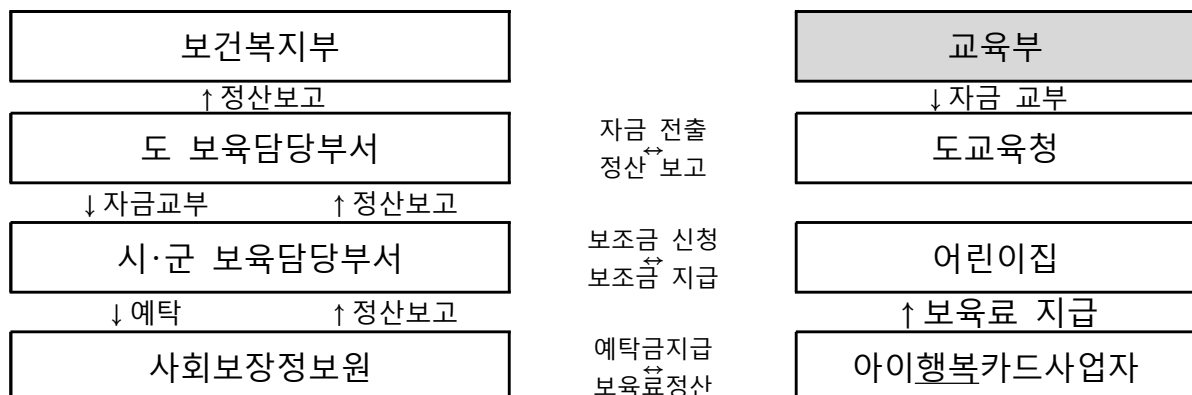 보건복지부 교육부
↑정산보고 ↓자금 교부
도 보육담당부서 자금 전출 ↔ 정산 보고 도교육청
↓자금교부 ↑정산보고
시·군 보육담당부서 보조금 신청 ↔ 보조금 지급 어린이집
↓예탁 ↑정산보고 ↑보육료 지급
사회보장정보원 예탁금지급 ↔ 보육료정산 아이행복카드사업자